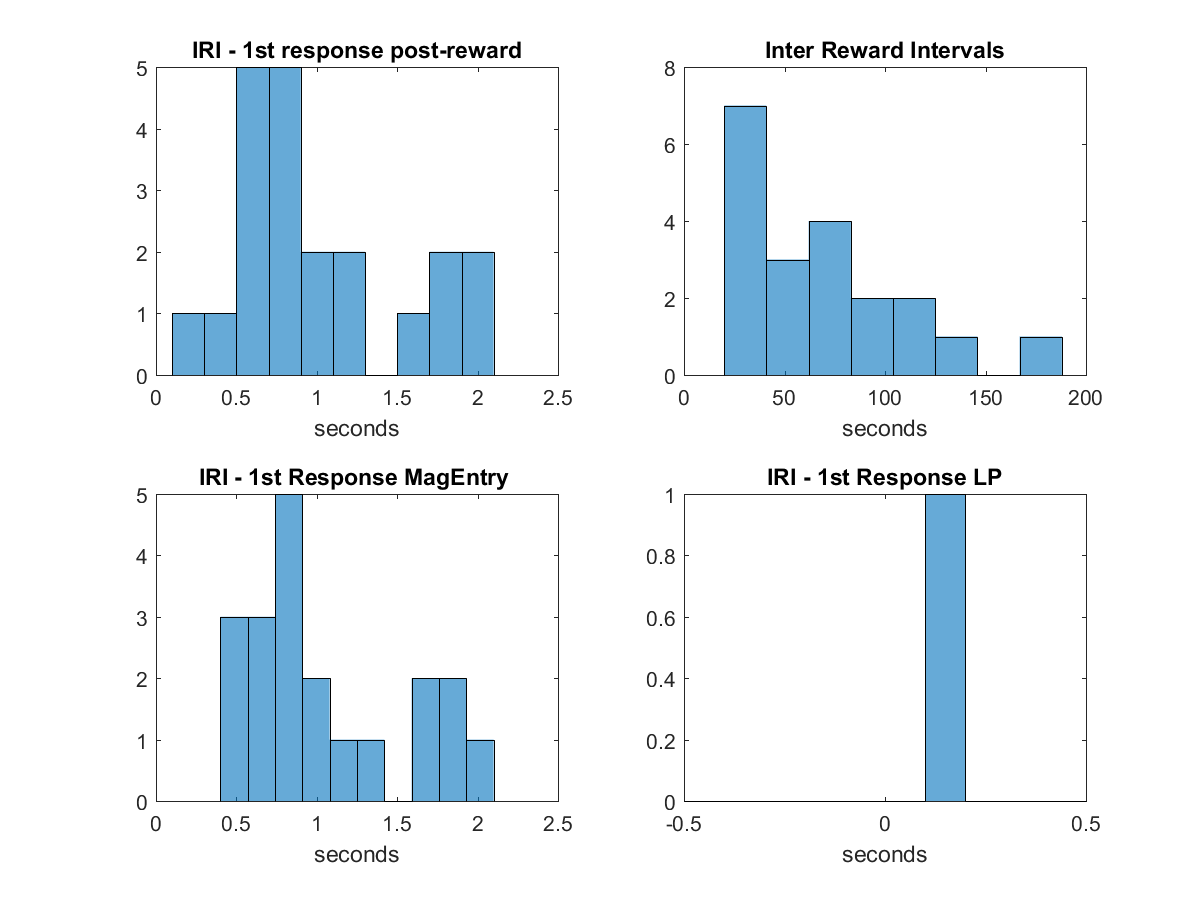 IRI - 1st response post-reward
5
4
3
2
1
0
0 0.5 1 1.5 2 2.5
seconds
Inter Reward Intervals
8
6
4
2
0
0 50 100 150 200
seconds
IRI - 1st Response MagEntry
5
4
3
2
1
0
0 0.5 1 1.5 2 2.5
seconds
IRI - 1st Response LP
1
0.8
0.6
0.4
0.2
0
-0.5 0 0.5
seconds